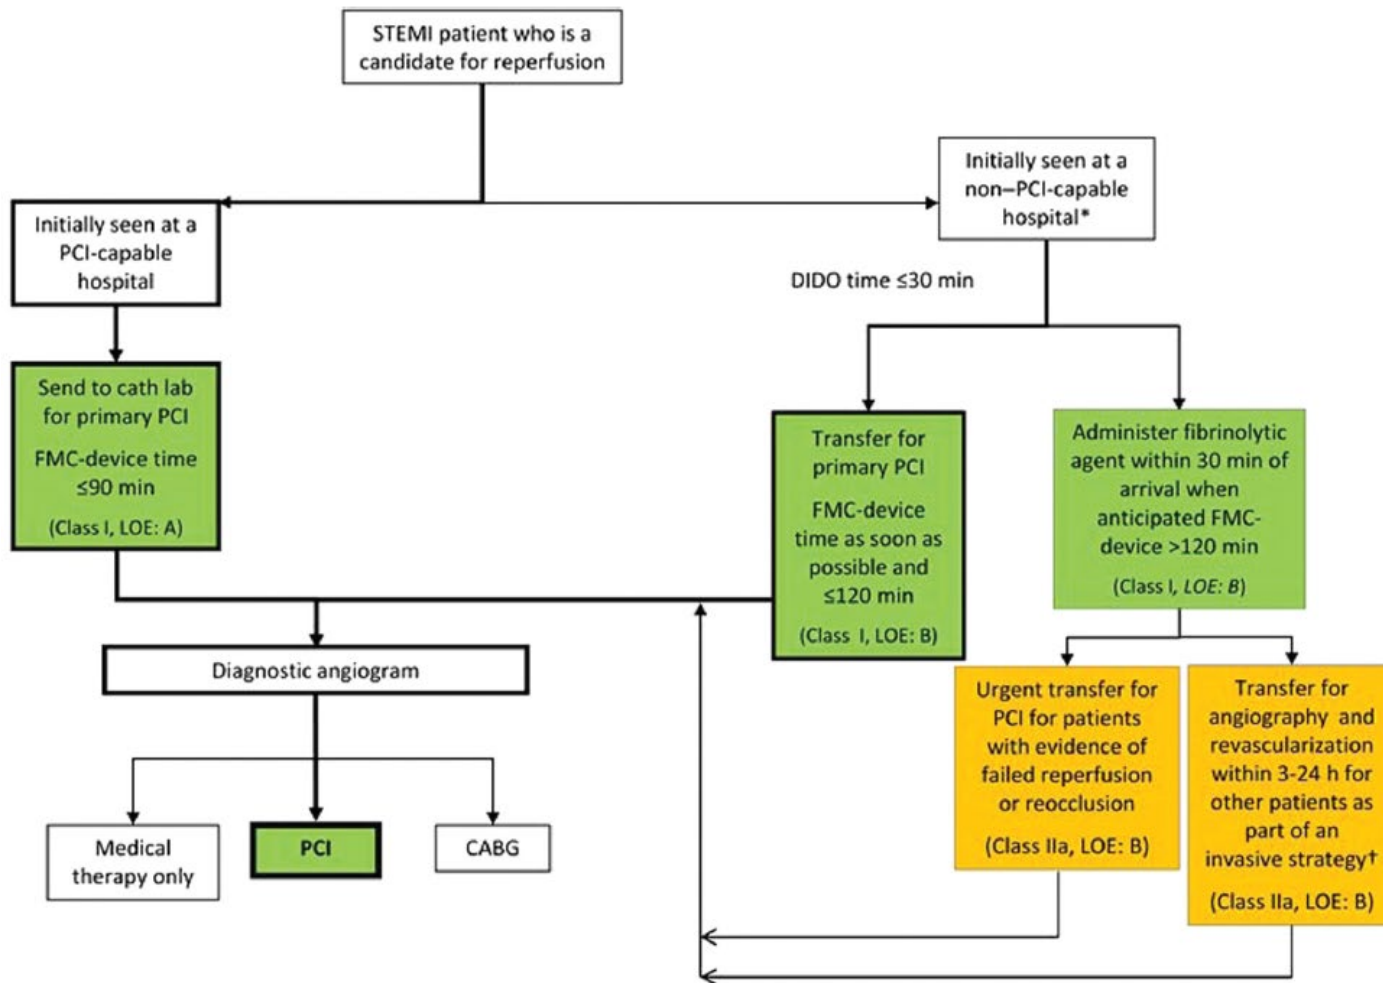 STEMI patient who is a
candidate for reperfusion
Initially seen at a
non–PCI-capable
hospital*
Initially seen at a
PCI-capable
hospital
DIDO time ≤30 min
Send to cath lab
for primary PCI
FMC-device time
≤90 min
(Class I, LOE: A)
Transfer for
primary PCI
FMC-device
time as soon as
possible and
≤120 min
(Class I, LOE: B)
Administer fibrinolytic
agent within 30 min of
arrival when
anticipated FMC-
device >120 min
(Class I, LOE: B)
Diagnostic angiogram
Urgent transfer for
PCI for patients
with evidence of
failed reperfusion
or reocclusion
(Class IIa, LOE: B)
Transfer for
angiography and
revascularization
within 3-24 h for
other patients as
part of an
invasive strategy†
(Class IIa, LOE: B)
Medical
therapy only
PCI
CABG